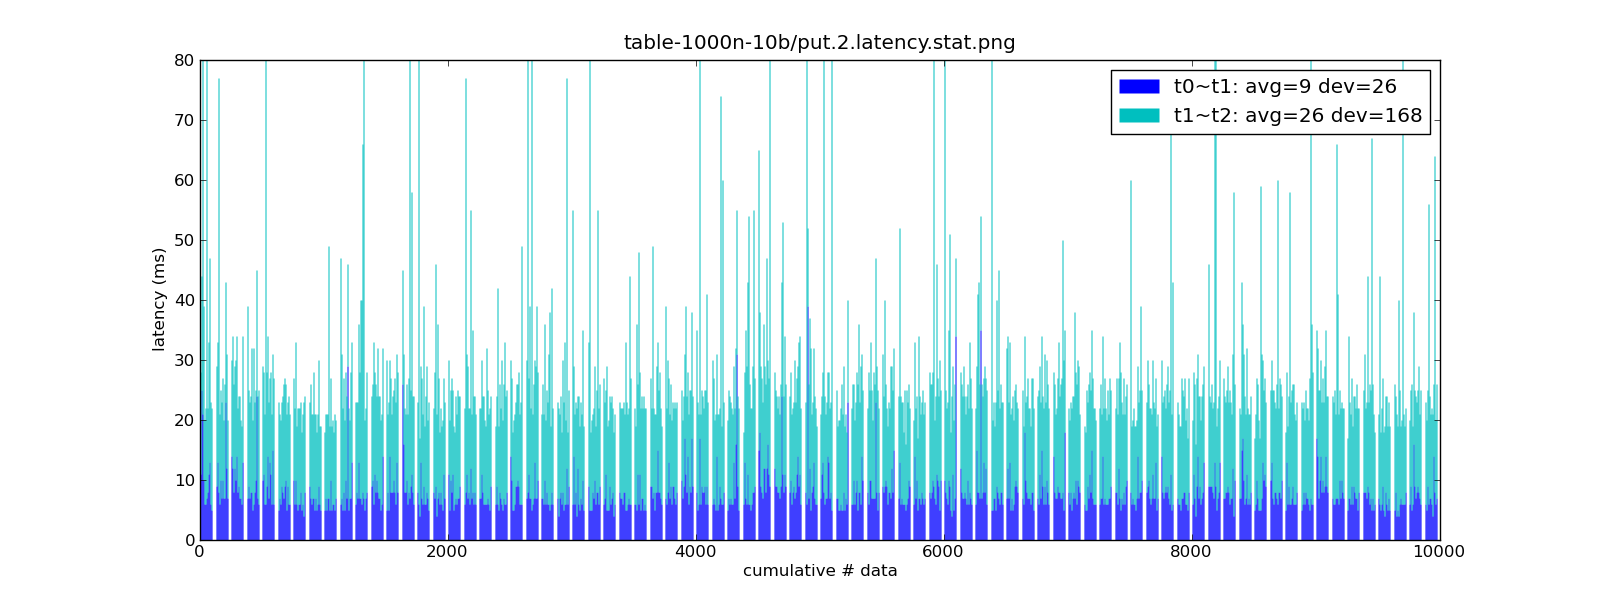 table-1000n-10b/put.2.latency.stat.png
80
70
60
50
40
30
20
10
0
latency (ms)
t0~t1: avg=9 dev=26
t1~t2: avg=26 dev=168
0 2000 4000 6000 8000 10000
cumulative # data